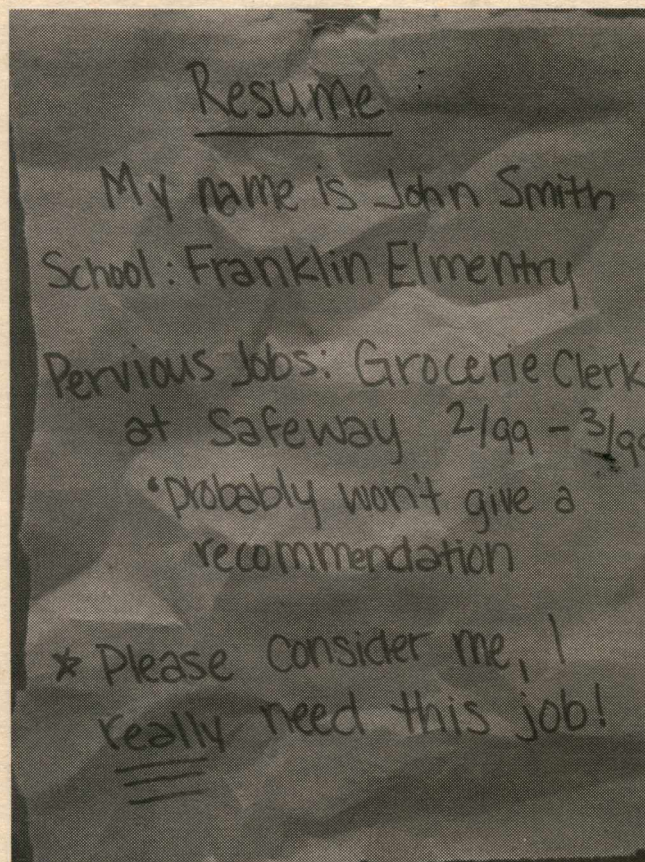 Resume
My name is John Smith
School: Franklin Elmentry
Pervious Jobs: Grocerie Clerk
at Safeway 2/99 - 3/99
•probably won't give a
recommendation
* Please consider me, I
really need this job!